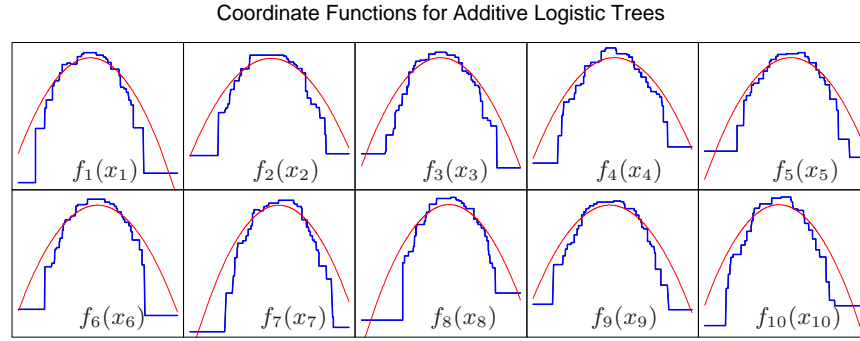 Coordinate Functions for Additive Logistic Trees
f₁(x₁) f₂(x₂) f₃(x₃) f₄(x₄) f₅(x₅)
f₆(x₆) f₇(x₇) f₈(x₈) f₉(x₉) f₁₀(x₁₀)